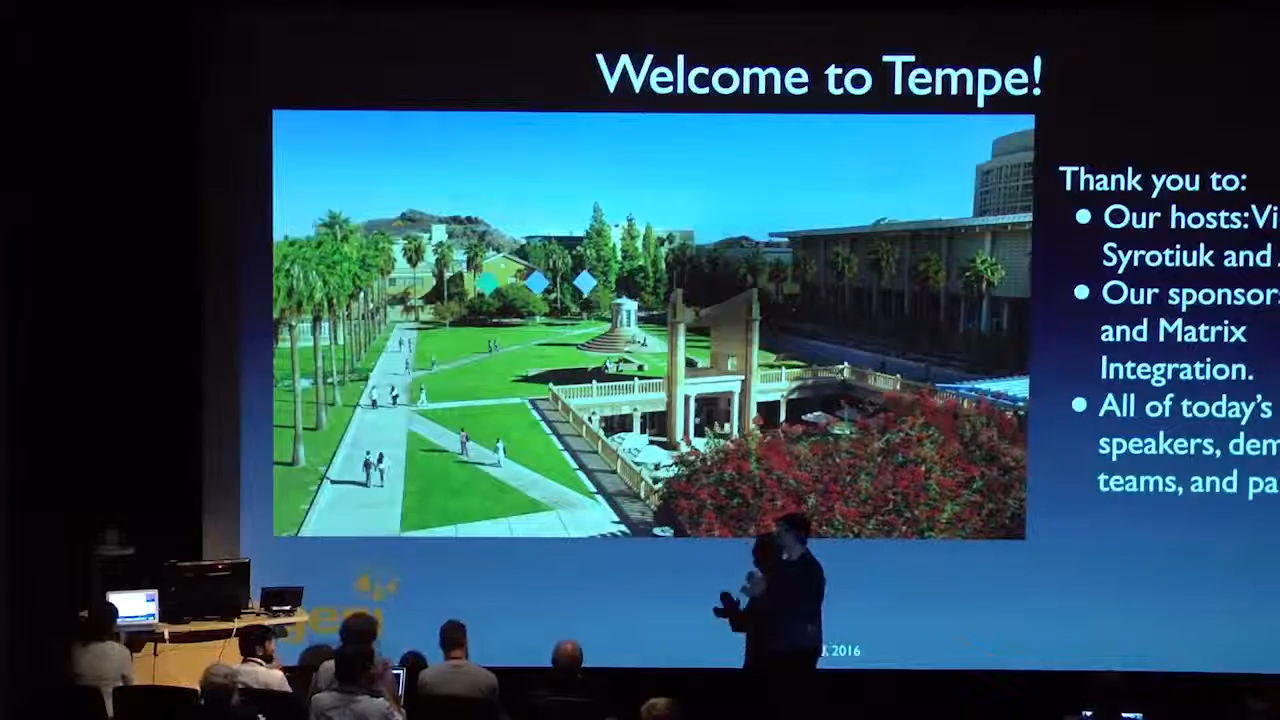 Welcome to Tempe!
Thank you to:
● Our hosts:Vi
Syrotiuk and
● Our sponsor
and Matrix
Integration.
● All of today's
speakers, dem
teams, and pa
geni
, 2016